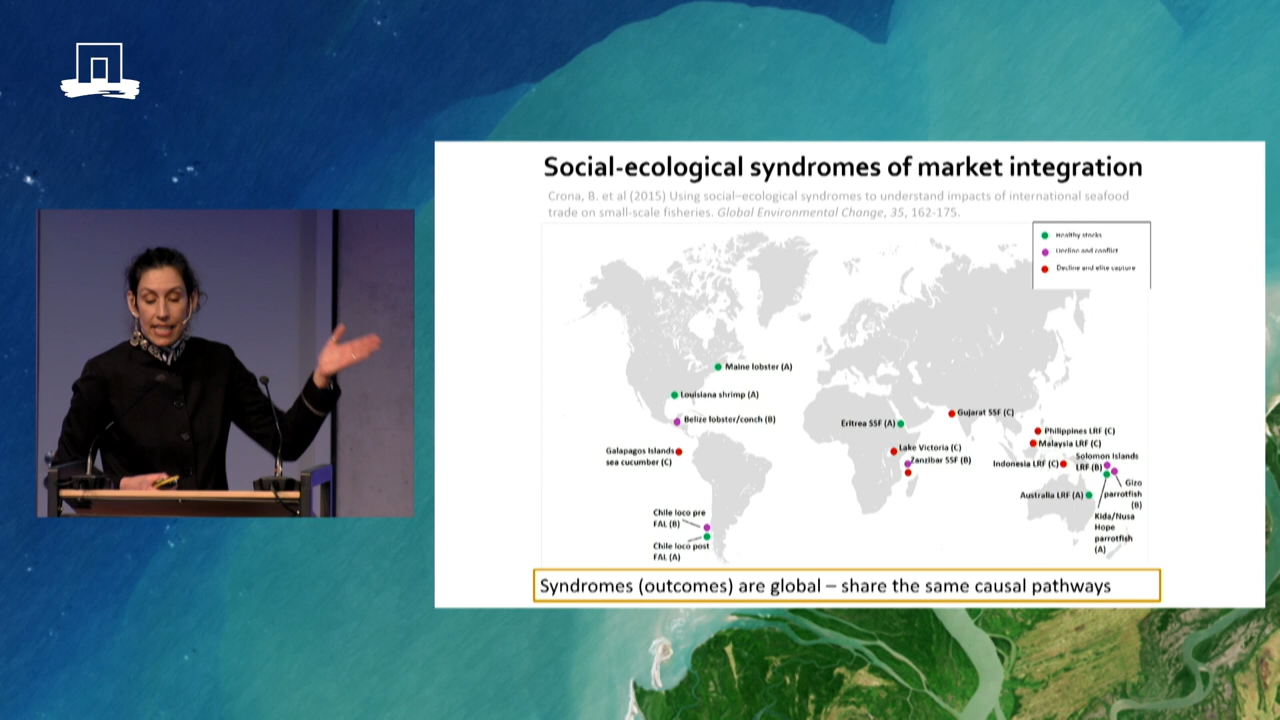 Social-ecological syndromes of market integration
Crona, B. et al (2015) Using social–ecological syndromes to understand impacts of international seafood
trade on small-scale fisheries. Global Environmental Change, 35, 162-175.
Healthy stocks
Decline and conflict
Decline and elite capture
Maine lobster (A)
Louisiana shrimp (A)
Belize lobster/conch (B)
Galapagos Islands
sea cucumber (C)
Chile loco pre
FAL (B)
Chile loco post
FAL (A)
Eritrea SSF (A)
Gujarat SSF (C)
Lake Victoria (C)
Zanzibar SSF (B)
Philippines LRF (C)
Malaysia LRF (C)
Indonesia LRF (C)
Solomon Islands
LRF (B)
Gizo
parrotfish
(B)
Australia LRF (A)
Kida/Nusa
Hope
parrotfish
(A)
Syndromes (outcomes) are global – share the same causal pathways